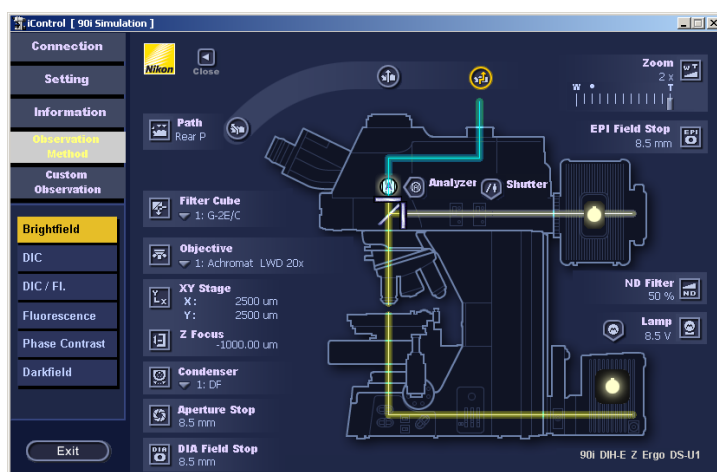 iControl [ 90i Simulation ]
Connection
Setting
Information
Observation
Method
Custom
Observation
Brightfield
DIC
DIC / Fl.
Fluorescence
Phase Contrast
Darkfield
Exit
Nikon
Close
Path
Rear P
Filter Cube
1: G-2E/C
Objective
1: Achromat LWD 20x
XY Stage
X: 2500 um
Y: 2500 um
Z Focus
-1000.00 um
Condenser
1: DF
Aperture Stop
8.5 mm
DIA Field Stop
8.5 mm
Analyzer
Shutter
Zoom
2 x
W T
EPI Field Stop
8.5 mm
ND Filter
50 %
Lamp
8.5 V
90i DIH-E Z Ergo DS-U1